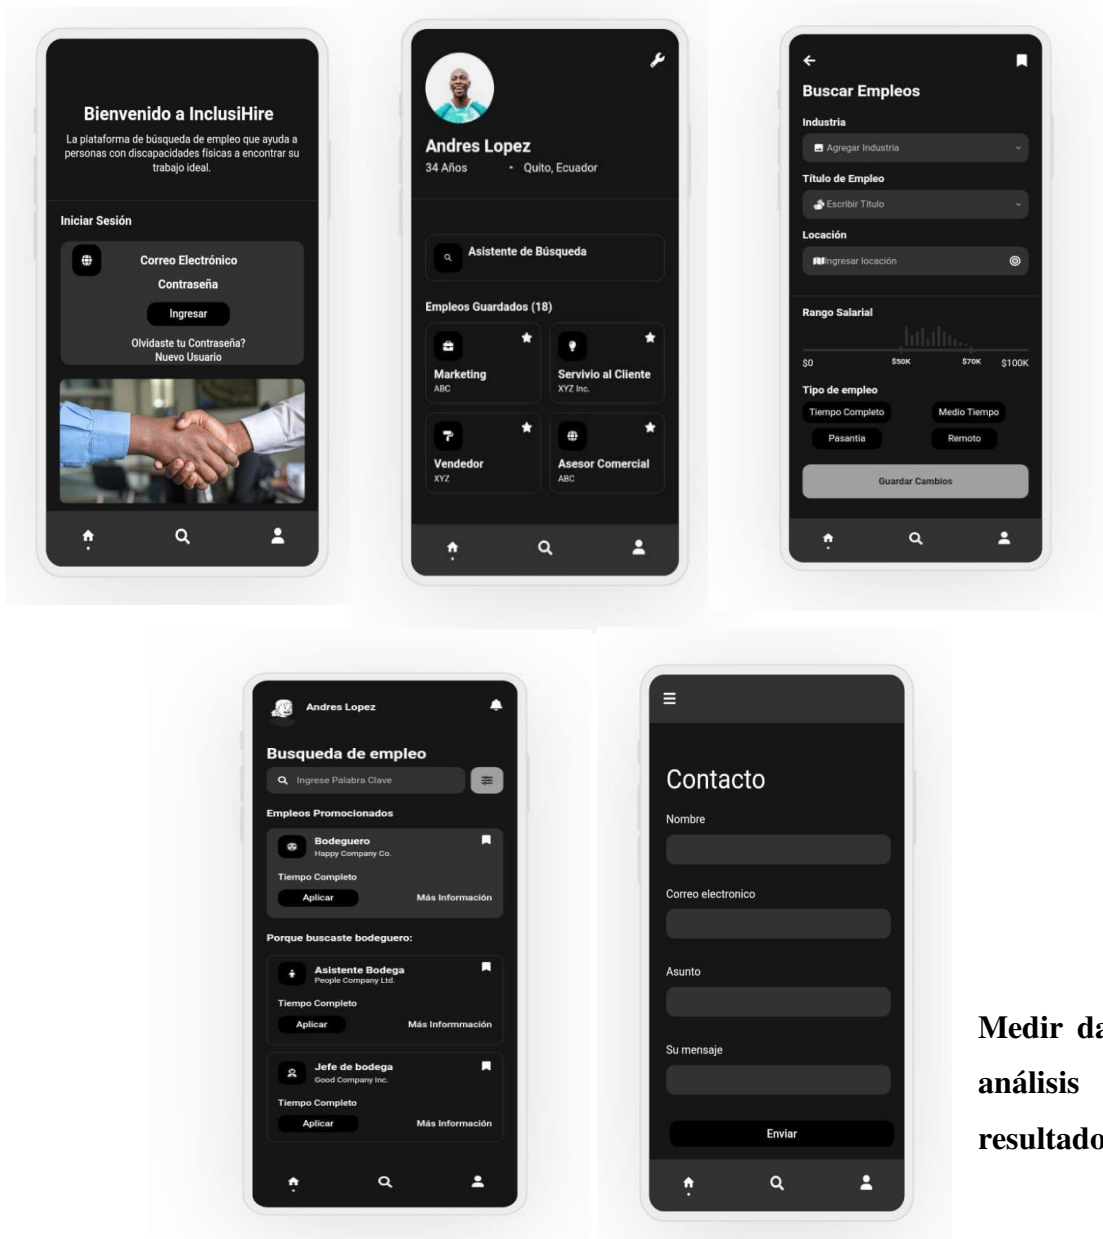 Bienvenido a InclusiHire
La plataforma de búsqueda de empleo que ayuda a
personas con discapacidades físicas a encontrar su
trabajo ideal.
Iniciar Sesión
Correo Electrónico
Contraseña
Ingresar
Olvidaste tu Contraseña?
Nuevo Usuario
Andres Lopez
34 Años • Quito, Ecuador
Asistente de Búsqueda
Empleos Guardados (18)
Marketing
ABC
Servivio al Cliente
XYZ Inc.
Vendedor
XYZ
Asesor Comercial
ABC
Buscar Empleos
Industria
Agregar Industria
Título de Empleo
Escribir Título
Locación
Ingresar locación
Rango Salarial
$0 $50K $70K $100K
Tipo de empleo
Tiempo Completo
Medio Tiempo
Pasantia
Remoto
Guardar Cambios
Andres Lopez
Busqueda de empleo
Ingrese Palabra Clave
Empleos Promocionados
Bodeguero
Happy Company Co.
Tiempo Completo
Aplicar Más Información
Porque buscaste bodeguero:
Asistente Bodega
People Company Ltd.
Tiempo Completo
Aplicar Más Informmación
Jefe de bodega
Good Company Inc.
Tiempo Completo
Aplicar Más Información
Contacto
Nombre
Correo electronico
Asunto
Su mensaje
Enviar
Medir da
análisis
resultado